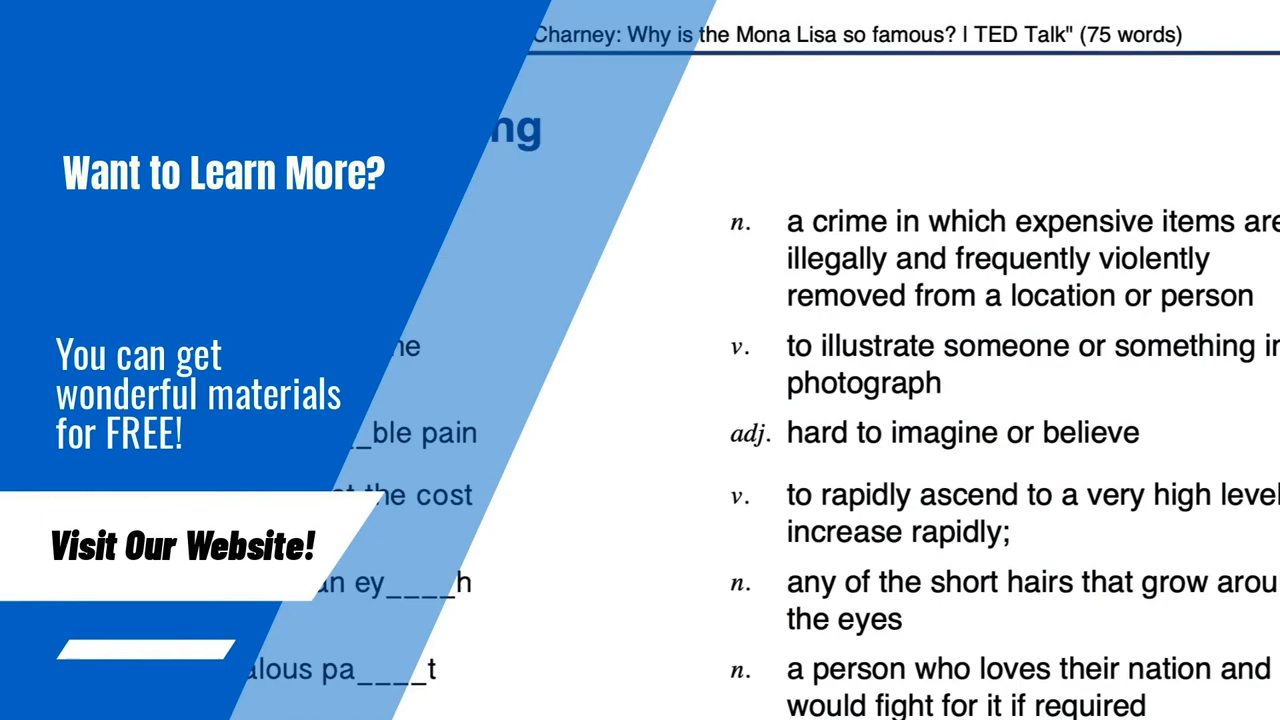 Charney: Why is the Mona Lisa so famous? | TED Talk" (75 words)
ng
Want to Learn More?
You can get
wonderful materials
for FREE!
Visit Our Website!
n. a crime in which expensive items are
illegally and frequently violently
removed from a location or person
he v. to illustrate someone or something in
photograph
_ble pain adj. hard to imagine or believe
the cost v. to rapidly ascend to a very high level
increase rapidly;
an ey____h n. any of the short hairs that grow arou
the eyes
alous pa____t n. a person who loves their nation and
would fight for it if required